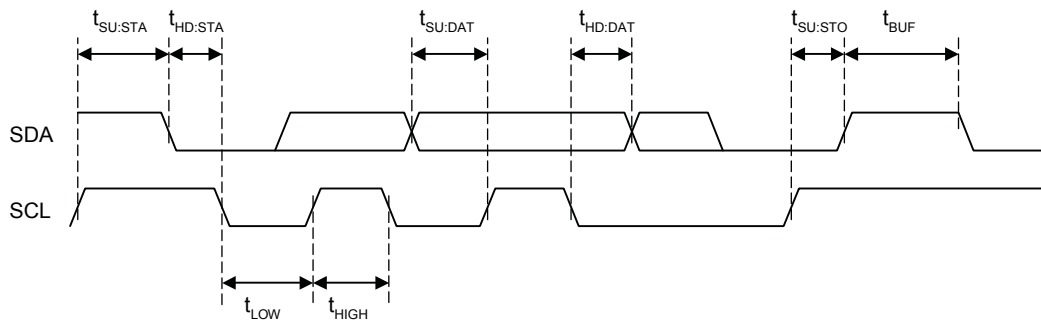 tSU:STA tHD:STA tSU:DAT tHD:DAT tSU:STO tBUF
SDA
SCL
tLOW tHIGH